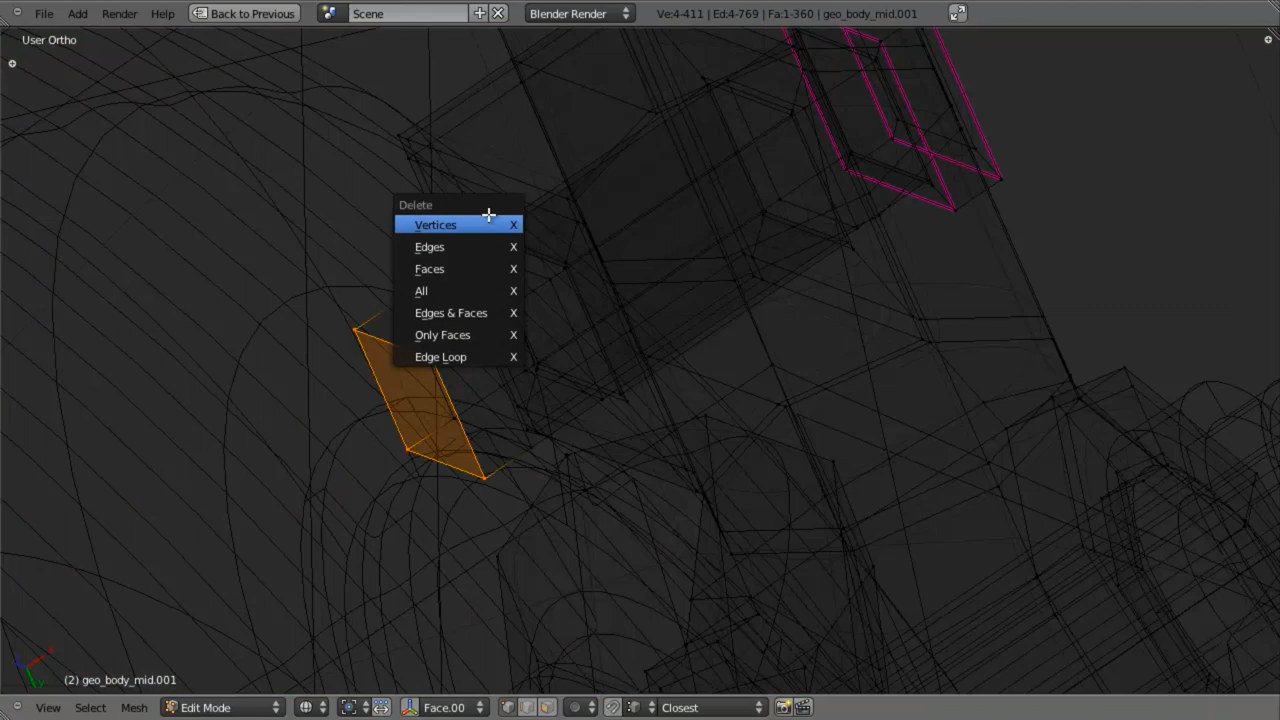 File Add Render Help Back to Previous Scene Blender Render Ve:4-411 | Ed:4-769 | Fa:1-360 | geo_body_mid.001
User Ortho
Delete
Vertices X
Edges X
Faces X
All X
Edges & Faces X
Only Faces X
Edge Loop X
(2) geo_body_mid.001
View Select Mesh Edit Mode Face.00 Closest